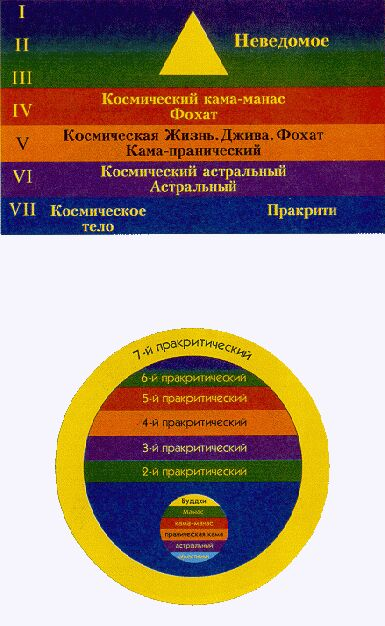 I
II
Неведомое
III
IV
Космический кама-манас
Фохат
V
Космическая Жизнь. Джива. Фохат
Кама-пранический
VI
Космический астральный
Астральный
VII
Космическое
тело
Пракрити
7-й пракритический
6-й пракритический
5-й пракритический
4-й пракритический
3-й пракритический
2-й пракритический
Буддхи
Манас
кама-манас
праническая кама
Астральный